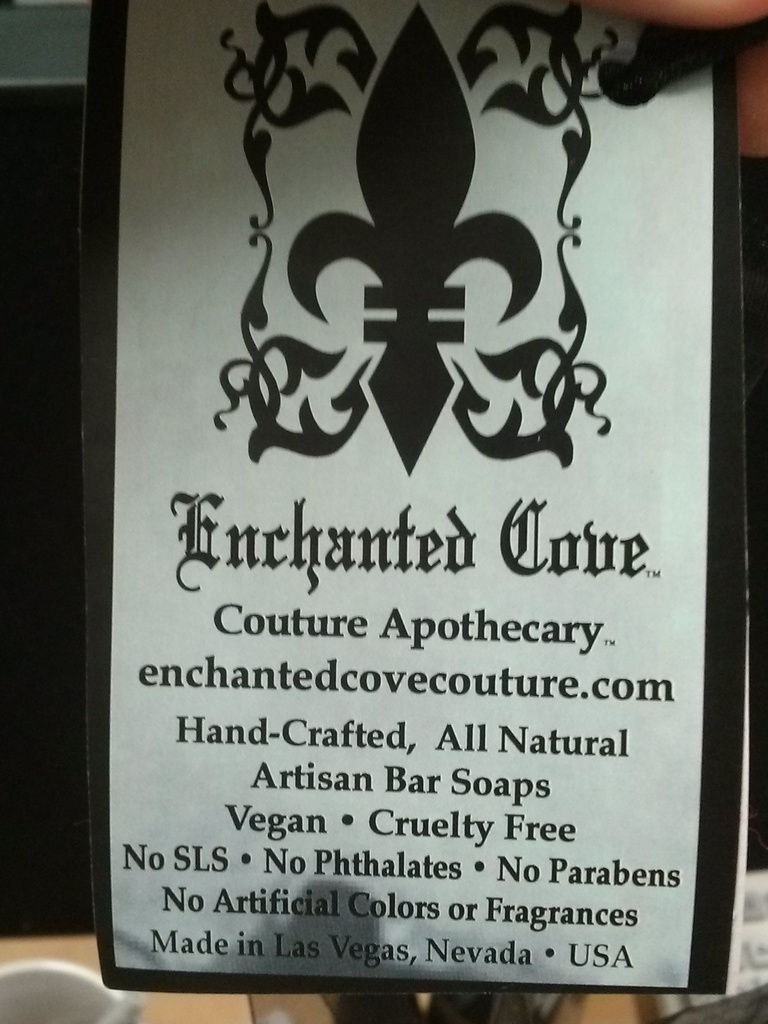 Enchanted Cove™
Couture Apothecary™
enchantedcovecouture.com
Hand-Crafted, All Natural
Artisan Bar Soaps
Vegan • Cruelty Free
No SLS • No Phthalates • No Parabens
No Artificial Colors or Fragrances
Made in Las Vegas, Nevada • USA